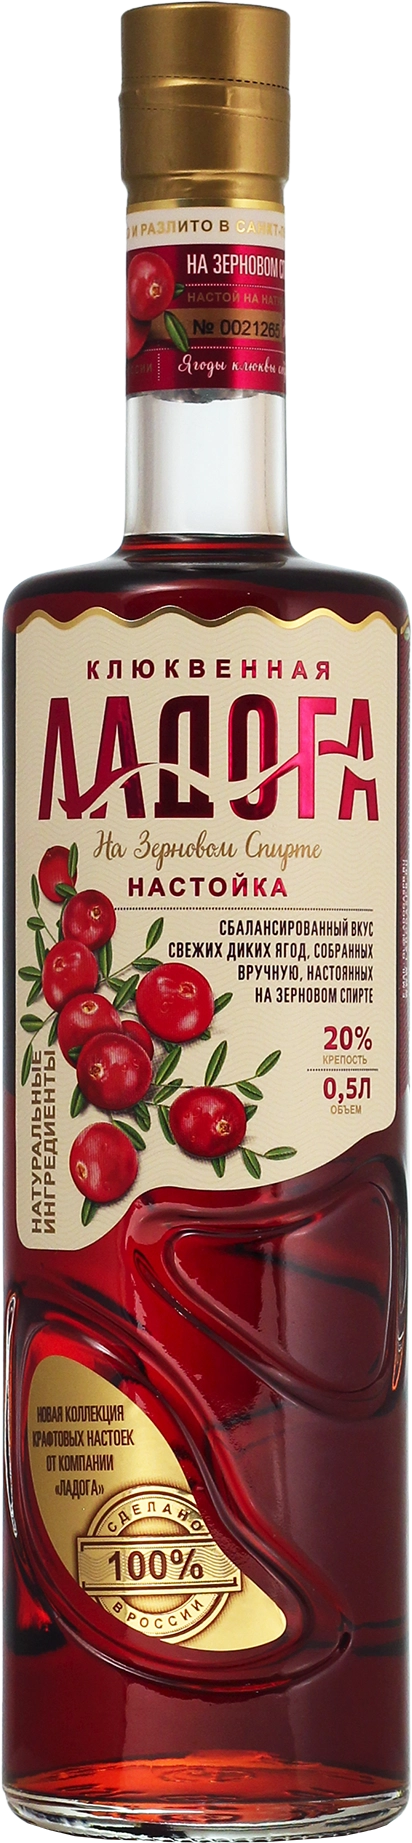 И РАЗЛИТО В САНКТ-П
НА ЗЕРНОВОМ СП
НАСТОЙ НА НАТУ
№ 0021265
Ягоды клюквы
КЛЮКВЕННАЯ
ЛАДОГА
На Зерновом Спирте
НАСТОЙКА
СБАЛАНСИРОВАННЫЙ ВКУС
СВЕЖИХ ДИКИХ ЯГОД, СОБРАННЫХ
ВРУЧНУЮ, НАСТОЯННЫХ
НА ЗЕРНОВОМ СПИРТЕ
20%
КРЕПОСТЬ
0,5Л
ОБЪЕМ
НАТУРАЛЬНЫЕ
ИНГРЕДИЕНТЫ
НОВАЯ КОЛЛЕКЦИЯ
КРАФТОВЫХ НАСТОЕК
ОТ КОМПАНИИ
«ЛАДОГА»
СДЕЛАНО
100%
В РОССИИ